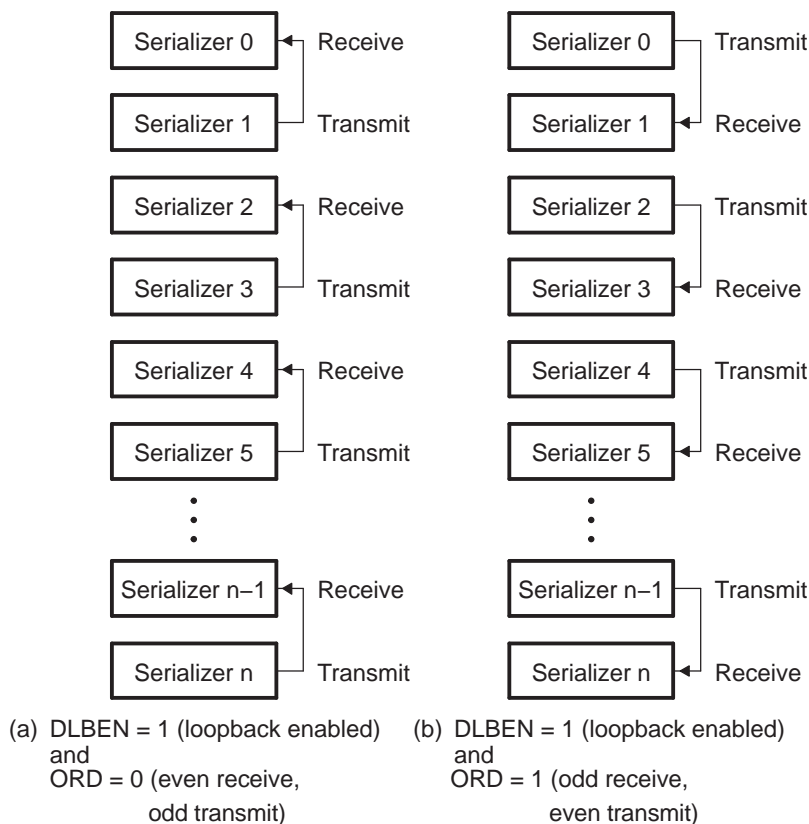 Serializer 0 Receive
Serializer 1 Transmit
Serializer 2 Receive
Serializer 3 Transmit
Serializer 4 Receive
Serializer 5 Transmit
Serializer n–1 Receive
Serializer n Transmit
(a) DLBEN = 1 (loopback enabled)
and
ORD = 0 (even receive,
odd transmit)
Serializer 0 Transmit
Serializer 1 Receive
Serializer 2 Transmit
Serializer 3 Receive
Serializer 4 Transmit
Serializer 5 Receive
Serializer n–1 Transmit
Serializer n Receive
(b) DLBEN = 1 (loopback enabled)
and
ORD = 1 (odd receive,
even transmit)